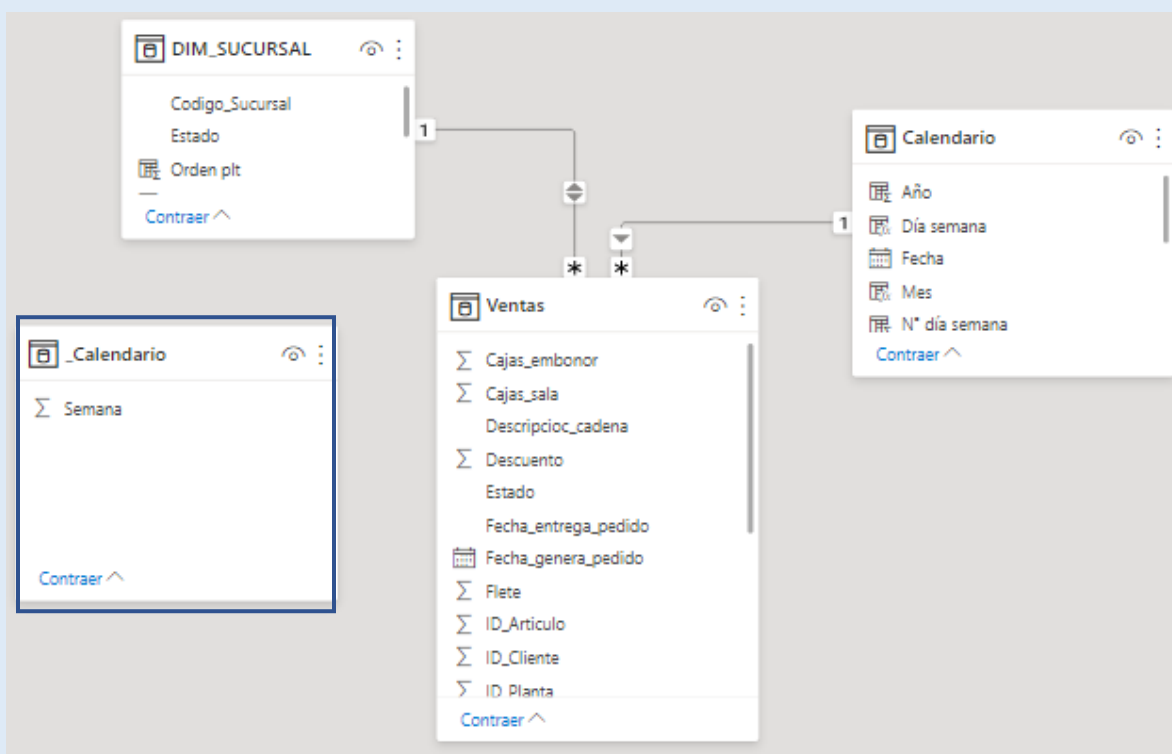 DIM_SUCURSAL
Codigo_Sucursal
Estado
Orden plt
Contraer
1
*
_Calendario
Semana
Contraer
Ventas
Cajas_embonor
Cajas_sala
Descripcioc_cadena
Descuento
Estado
Fecha_entrega_pedido
Fecha_genera_pedido
Flete
ID_Articulo
ID_Cliente
ID_Planta
Contraer
Calendario
Año
Día semana
Fecha
Mes
N° día semana
Contraer
1
*